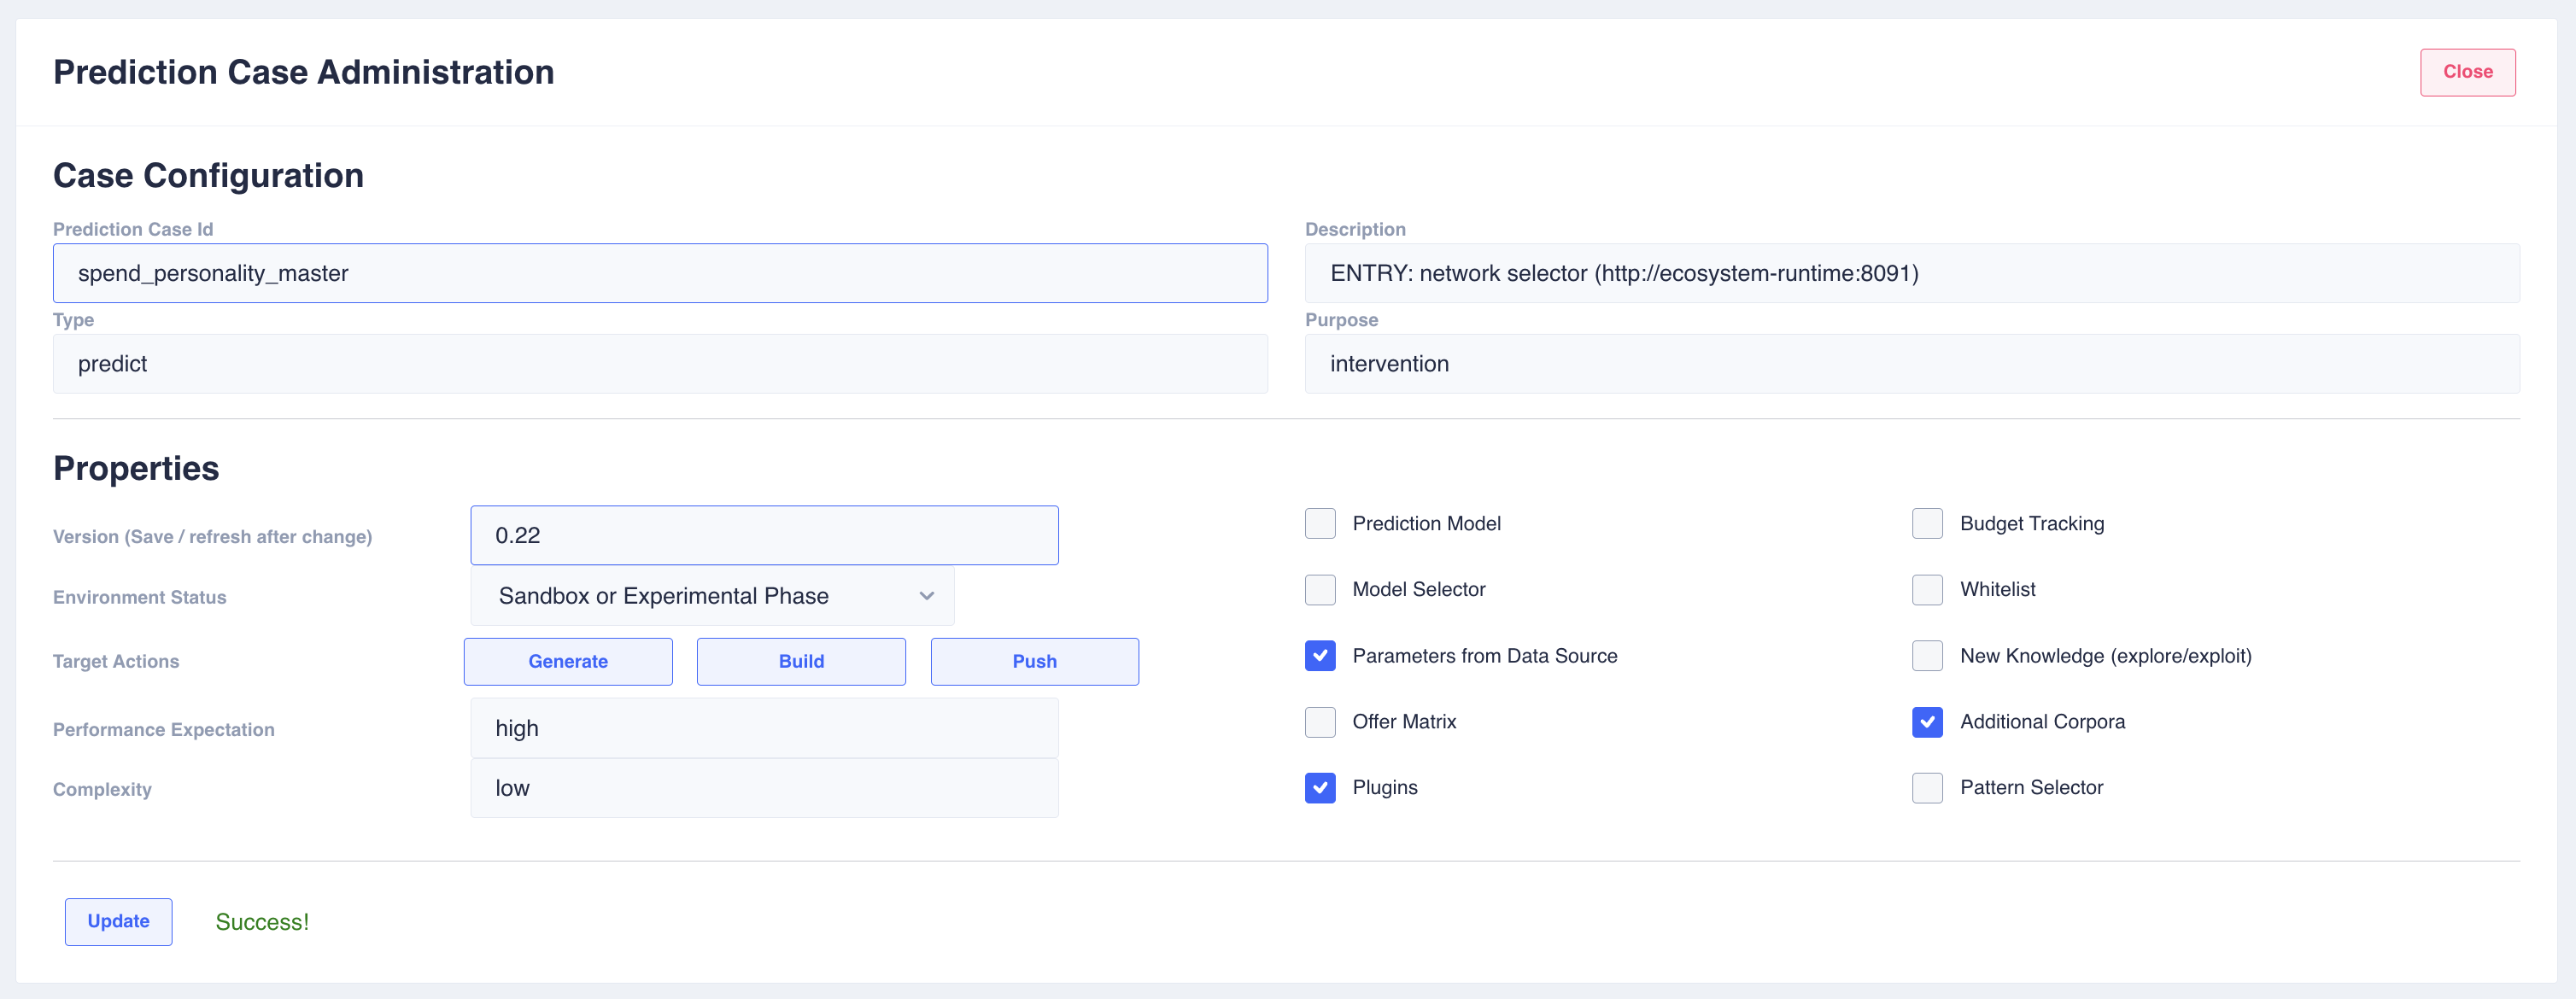 Prediction Case Administration
Close
Case Configuration
Prediction Case Id
Description
spend_personality_master
ENTRY: network selector (http://ecosystem-runtime:8091)
Type
Purpose
predict
intervention
Properties
Version (Save / refresh after change)
0.22
Environment Status
Sandbox or Experimental Phase
Target Actions
Generate
Build
Push
Performance Expectation
high
Complexity
low
Prediction Model
Model Selector
Parameters from Data Source
Offer Matrix
Plugins
Budget Tracking
Whitelist
New Knowledge (explore/exploit)
Additional Corpora
Pattern Selector
Update
Success!